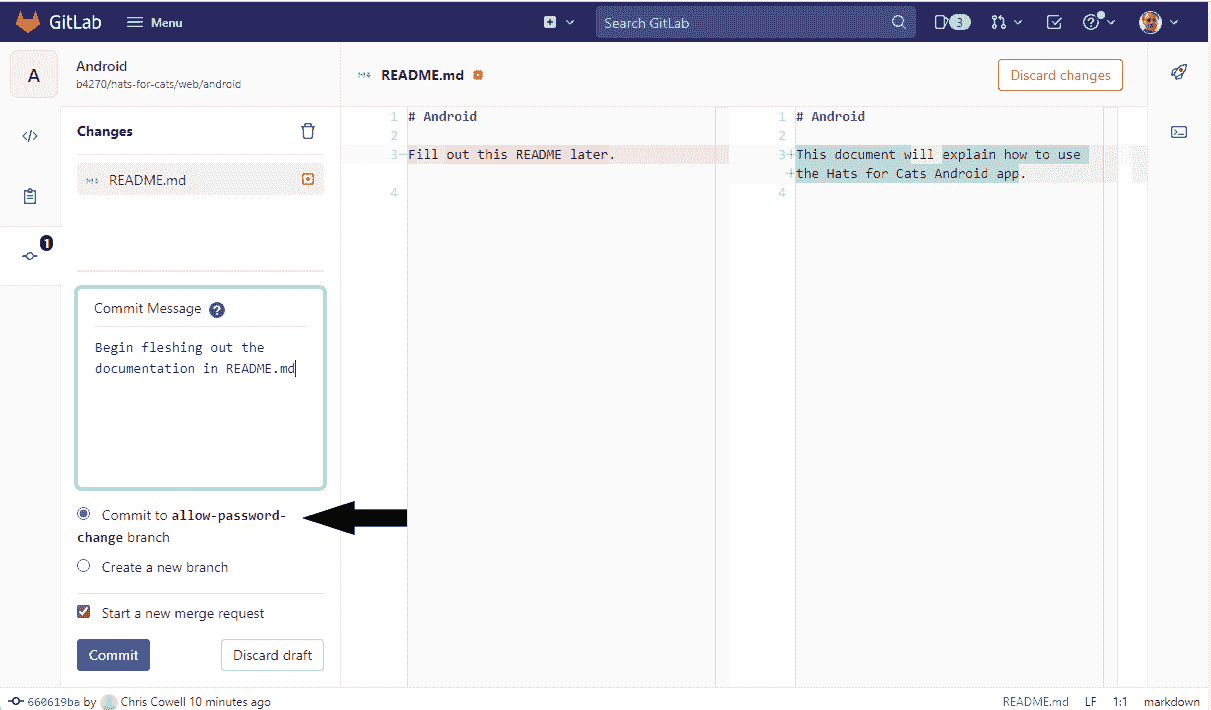 GitLab
Menu
Search GitLab
3
A
Android
b4270/hats-for-cats/web/android
README.md
Discard changes
Changes
README.md
1
Commit Message
?
Begin fleshing out the
documentation in README.md
Commit to allow-password-
change branch
Create a new branch
Start a new merge request
Commit
Discard draft
1 # Android
2
3 Fill out this README later.
4
1 # Android
2
3+ This document will explain how to use
+ the Hats for Cats Android app.
4
660619ba by Chris Cowell 10 minutes ago
README.md LF 1:1 markdown